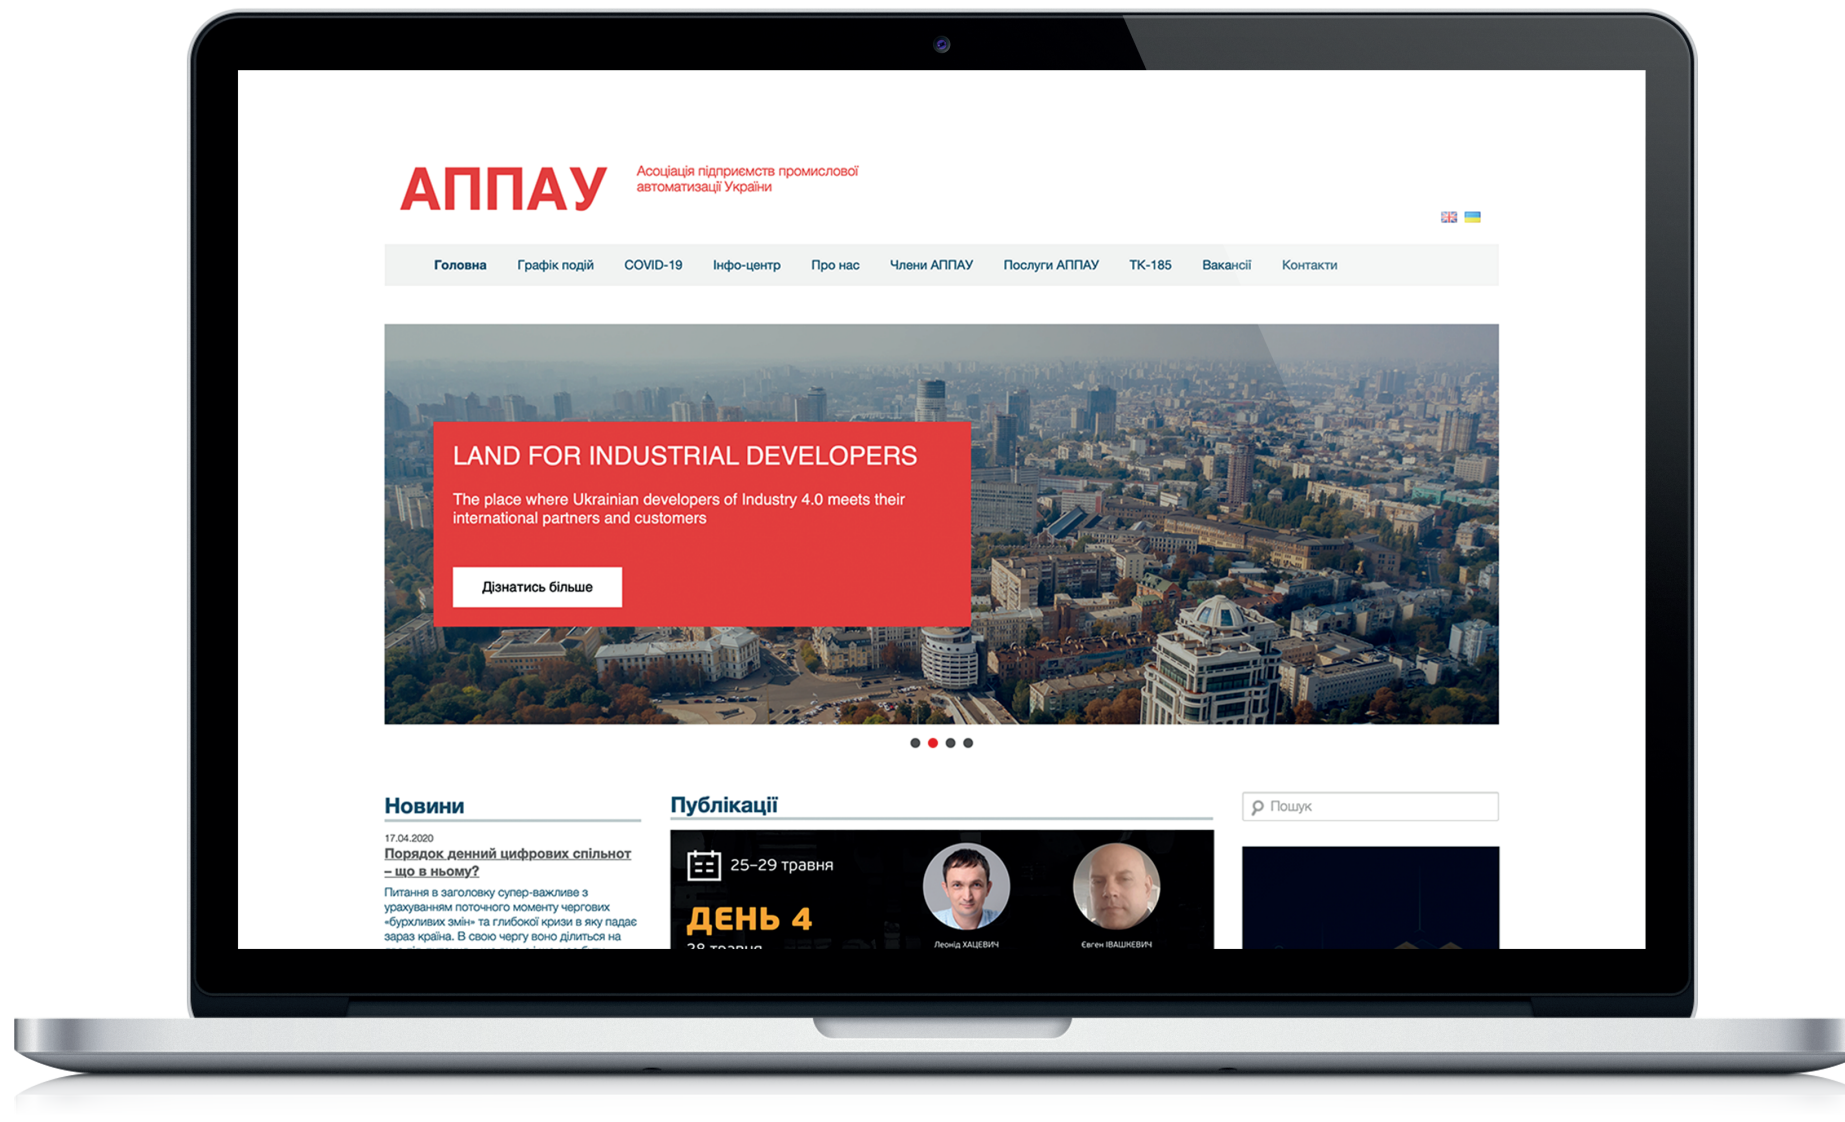 АППАУ
Асоціація підприємств промислової
автоматизації України
Головна Графік подій COVID-19 Інфо-центр Про нас Члени АППАУ Послуги АППАУ ТК-185 Вакансії Контакти
LAND FOR INDUSTRIAL DEVELOPERS
The place where Ukrainian developers of Industry 4.0 meets their
international partners and customers
Дізнатись більше
Новини
17.04.2020
Порядок денний цифрових спільнот
– що в ньому?
Питання в заголовку супер-важливе з
урахуванням поточного моменту чергових
«бурхливих змін» та глибокої кризи в яку падає
зараз країна. В свою чергу воно ділиться на
Публікації
25–29 травня
ДЕНЬ 4
28 травня
Леонід ХАЦЕВИЧ
Євген ІВАШКЕВИЧ
Пошук